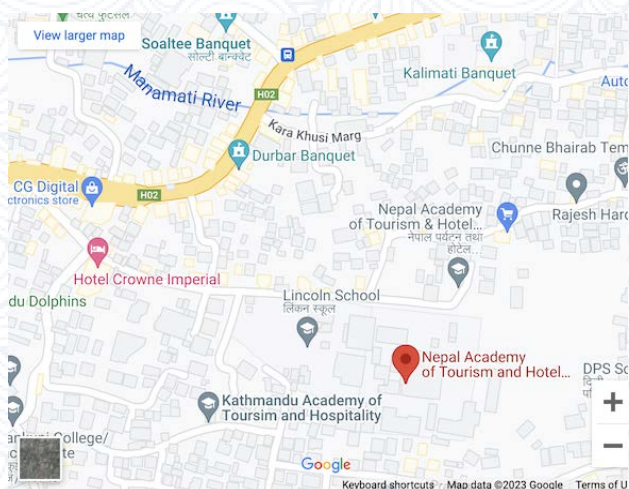 View larger map
Soaltee Banquet
सोल्टी बान्क्वेट
Manamati River
H02
Kalimati Banquet
Auto
Kara Khusi Marg
Durbar Banquet
Chunne Bhairab Tem
CG Digital
ctronics store
H02
Nepal Academy
of Tourism & Hotel...
नेपाल पर्यटन तथा
होटेल...
Rajesh Hard
Hotel Crowne Imperial
du Dolphins
Lincoln School
लिंकन स्कूल
Nepal Academy
of Tourism and Hotel...
DPS Sc
Kathmandu Academy of
Toursim and Hospitality
College/
Google
+
−
Keyboard shortcuts
Map data ©2023 Google
Terms of U